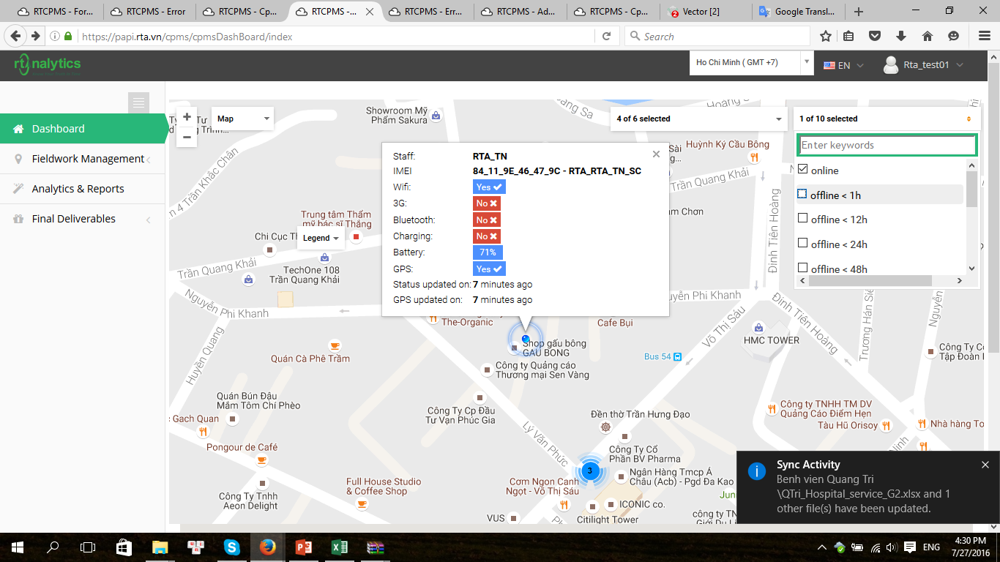 RTCPMS - For...
RTCPMS - Error
RTCPMS - Cp...
RTCPMS -...
RTCPMS - Err...
RTCPMS - Ad...
RTCPMS - Cp...
Vector [2]
Google Transl...
https://papi.rta.vn/cpms/cpmsDashBoard/index
Search
rtanalytics
Ho Chi Minh ( GMT +7)
EN
Rta_test01
Dashboard
Fieldwork Management
Analytics & Reports
Final Deliverables
Map
4 of 6 selected
1 of 10 selected
Enter keywords
online
offline < 1h
offline < 12h
offline < 24h
offline < 48h
Staff: RTA_TN
IMEI 84_11_9E_46_47_9C - RTA_RTA_TN_SC
Wifi: Yes
3G: No
Bluetooth: No
Charging: No
Battery: 71%
GPS: Yes
Status updated on: 7 minutes ago
GPS updated on: 7 minutes ago
Legend
Showroom Mỹ
Phẩm Sakura
Hoàng Sa
Huỳnh Ký Cầu Bông
Trần Quang Khải
Trần Khắc Chân
Trung tâm Thẩm
mỹ bác sĩ Thắng
Chi Cục Th
TechOne 108
Trần Quang Khải
Trần Quang Khải
Nguyễn Phi Khanh
Nguyễn Phi Khanh
Huyền Quang
Đinh Tiên Hoàng
Đinh Tiên Hoàng
Võ Thị Sáu
Trương Hán Siê
Nguyễn
The-Organic
Cafe Bụi
HMC TOWER
Bus 54
Shop gấu bông
GAU BONG
Công ty Quảng cáo
Thương mại Sen Vàng
Quán Cà Phê Trầm
Công Ty
Tập Đoàn
Quán Bún Đậu
Mắm Tôm Chí Phèo
Gạch Quan
Công Ty Cp Đầu
Tư Vạn Phúc Gia
Đền thờ Trần Hưng Đạo
Công ty TNHH TM DV
Quảng Cáo Điểm Hẹn
Tàu Hũ Orisoy
Nhà hàng To
Pongour de Café
Lý Văn Phức
Công Ty Cổ
Phần BV Pharma
3
Ngân Hàng Tmcp Á
Châu (Acb) - Pgd Đa Kao
Công Ty Tnhh
Aeon Delight
Full House Studio
& Coffee Shop
Cơm Ngon Canh
Ngọt - Võ Thị Sáu
ICONIC co.
Citilight Tower
VUS
công ty TN
Giới Du L
Sync Activity
Benh vien Quang Tri
\QTri_Hospital_service_G2.xlsx and 1
other file(s) have been updated.
ENG
4:30 PM
7/27/2016